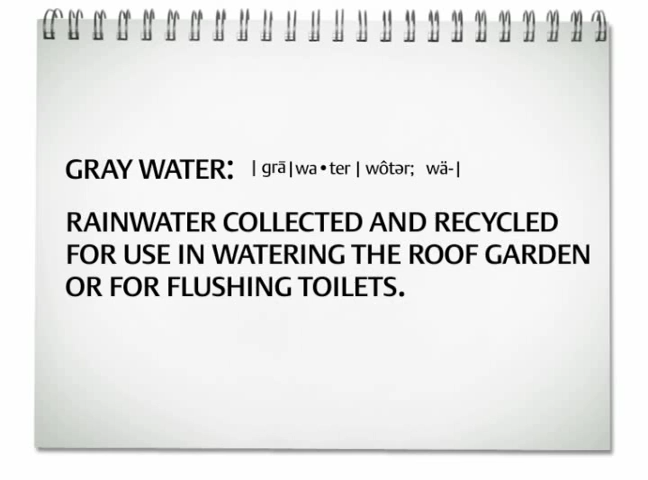 GRAY WATER: | grā|wa•ter | wôtər;  wä-|
RAINWATER COLLECTED AND RECYCLED
FOR USE IN WATERING THE ROOF GARDEN
OR FOR FLUSHING TOILETS.